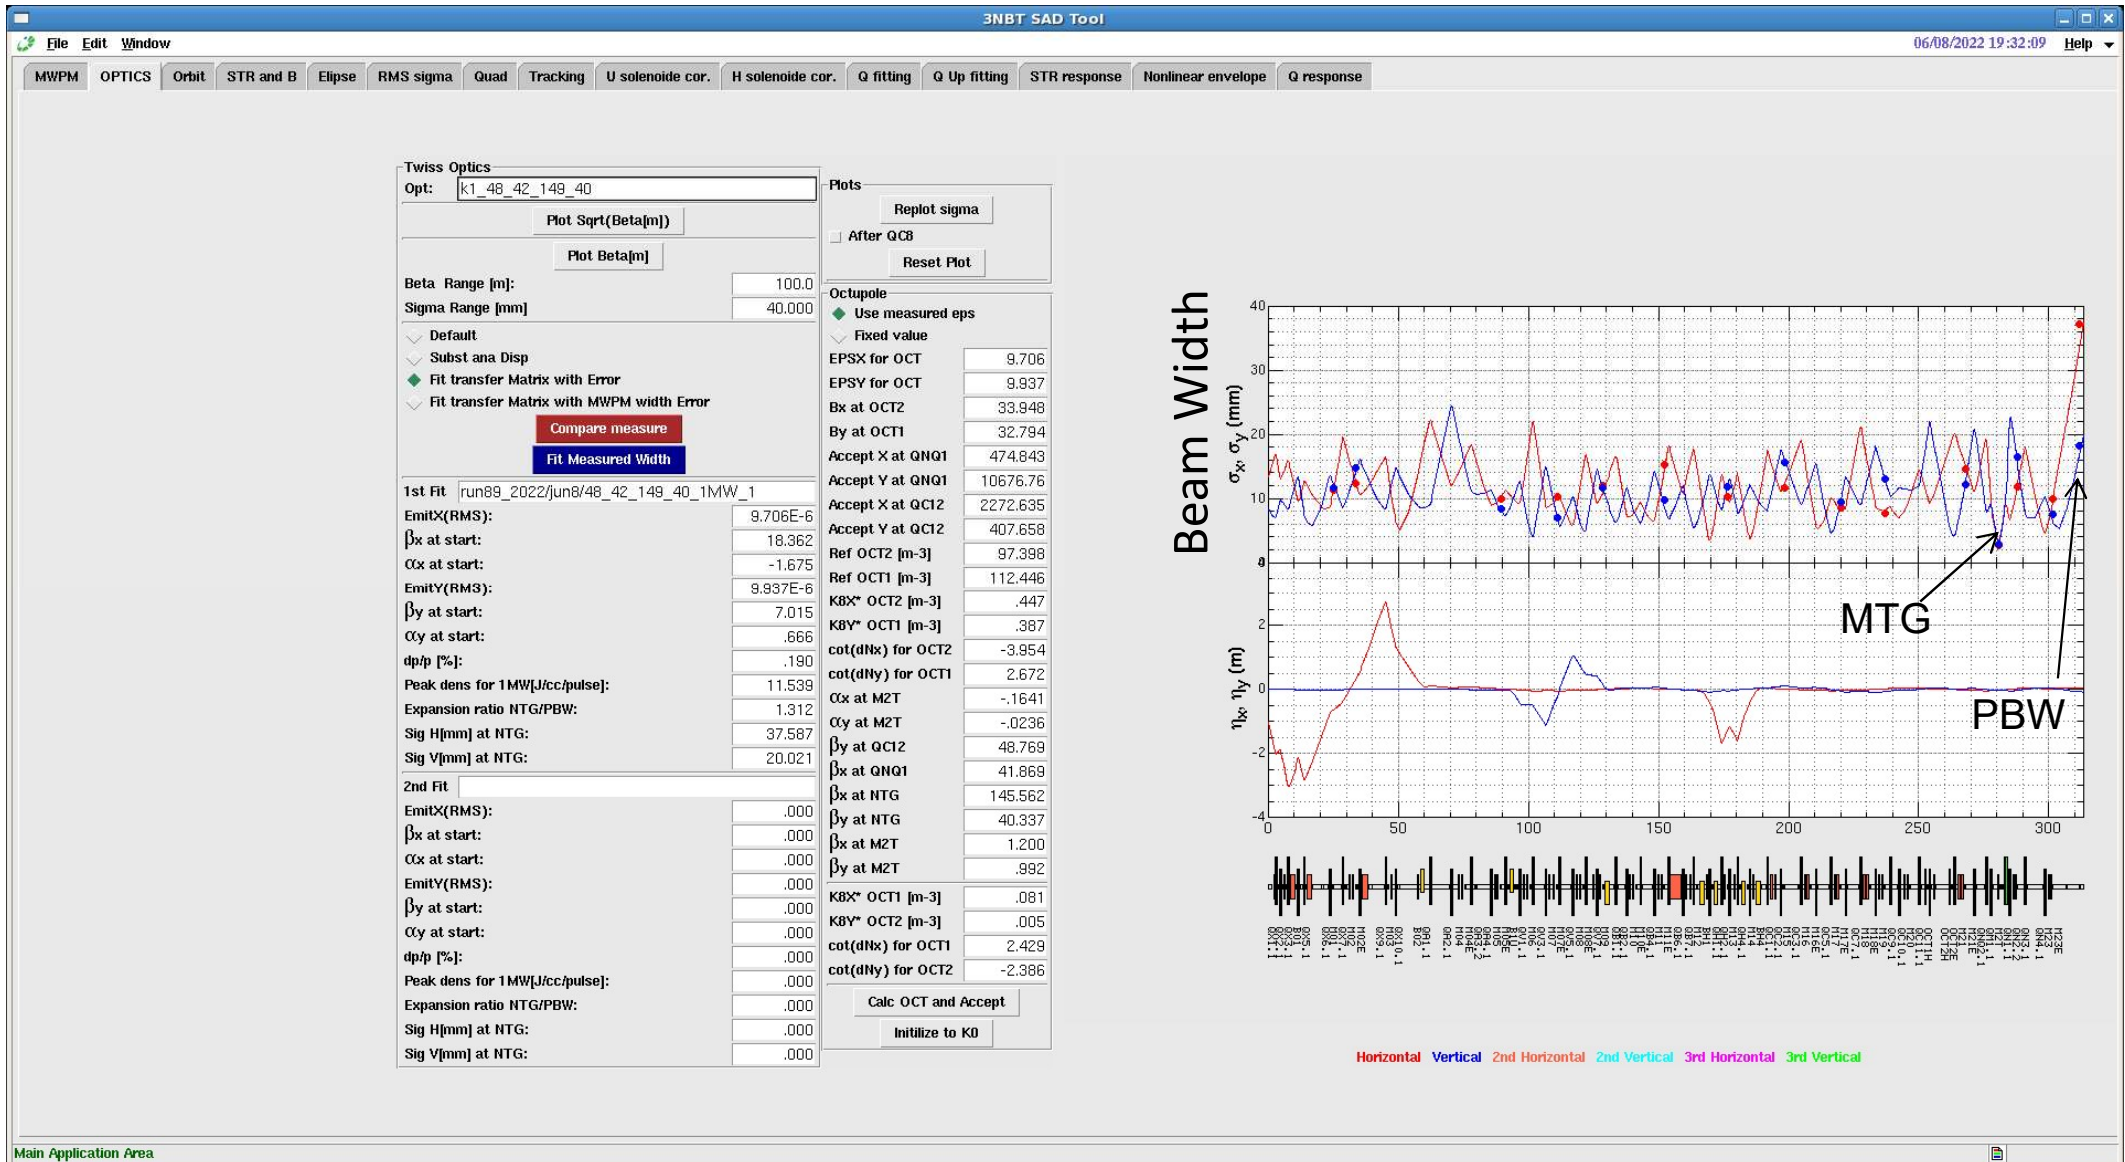 3NBT SAD Tool
File Edit Window
06/08/2022 19:32:09 Help
MWPM OPTICS Orbit STR and B Elipse RMS sigma Quad Tracking U solenoide cor. H solenoide cor. Q fitting Q Up fitting STR response Nonlinear envelope Q response
Twiss Optics
Opt: k1_48_42_149_40
Plot Sqrt(Beta[m])
Plot Beta[m]
Beta Range [m]: 100.0
Sigma Range [mm] 40.000
Default
Subst ana Disp
Fit transfer Matrix with Error
Fit transfer Matrix with MWPM width Error
Compare measure
Fit Measured Width
1st Fit run89_2022/jun8/48_42_149_40_1MW_1
EmitX(RMS): 9.706E-6
βx at start: 18.362
αx at start: -1.675
EmitY(RMS): 9.937E-6
βy at start: 7.015
αy at start: .666
dp/p [%]: .190
Peak dens for 1MW[J/cc/pulse]: 11.539
Expansion ratio NTG/PBW: 1.312
Sig H[mm] at NTG: 37.587
Sig V[mm] at NTG: 20.021
2nd Fit
EmitX(RMS): .000
βx at start: .000
αx at start: .000
EmitY(RMS): .000
βy at start: .000
αy at start: .000
dp/p [%]: .000
Peak dens for 1MW[J/cc/pulse]: .000
Expansion ratio NTG/PBW: .000
Sig H[mm] at NTG: .000
Sig V[mm] at NTG: .000
Plots
Replot sigma
After QC8
Reset Plot
Octupole
Use measured eps
Fixed value
EPSX for OCT 9.706
EPSY for OCT 9.937
Bx at OCT2 33.948
By at OCT1 32.794
Accept X at QNQ1 474.843
Accept Y at QNQ1 10676.76
Accept X at QC12 2272.635
Accept Y at QC12 407.658
Ref OCT2 [m-3] 97.398
Ref OCT1 [m-3] 112.446
K8X* OCT2 [m-3] .447
K8Y* OCT1 [m-3] .387
cot(dNx) for OCT2 -3.954
cot(dNy) for OCT1 2.672
αx at M2T -.1641
αy at M2T -.0236
βy at QC12 48.769
βx at QNQ1 41.869
βx at NTG 145.562
βy at NTG 40.337
βx at M2T 1.200
βy at M2T .992
K8X* OCT1 [m-3] .081
K8Y* OCT2 [m-3] .005
cot(dNx) for OCT1 2.429
cot(dNy) for OCT2 -2.386
Calc OCT and Accept
Initilize to K0
Beam Width
σx, σy (mm)
40
30
20
10
ηx, ηy (m)
2
0
-2
-4
0 50 100 150 200 250 300
MTG
PBW
Horizontal Vertical 2nd Horizontal 2nd Vertical 3rd Horizontal 3rd Vertical
Main Application Area